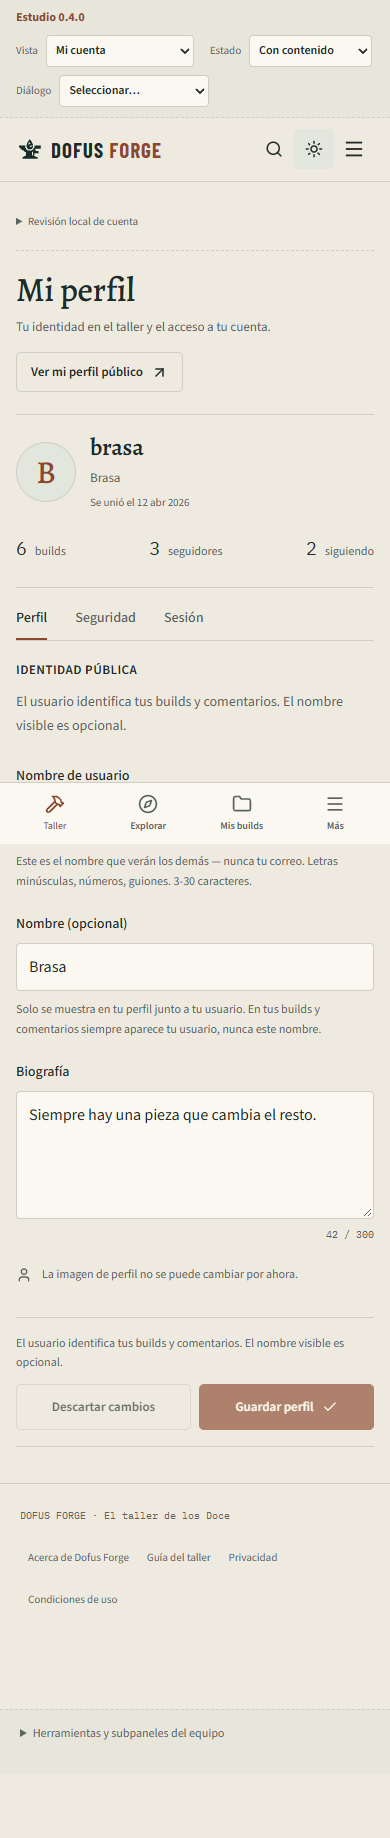 Estudio 0.4.0
Vista Mi cuenta Estado Con contenido
Diálogo Seleccionar...
DOFUS FORGE
Revisión local de cuenta
Mi perfil
Tu identidad en el taller y el acceso a tu cuenta.
Ver mi perfil público
B
brasa
Brasa
Se unió el 12 abr 2026
6 builds 3 seguidores 2 siguiendo
Perfil Seguridad Sesión
IDENTIDAD PÚBLICA
El usuario identifica tus builds y comentarios. El nombre
visible es opcional.
Nombre de usuario
Taller Explorar Mis builds Más
Este es el nombre que verán los demás — nunca tu correo. Letras
minúsculas, números, guiones. 3-30 caracteres.
Nombre (opcional)
Brasa
Solo se muestra en tu perfil junto a tu usuario. En tus builds y
comentarios siempre aparece tu usuario, nunca este nombre.
Biografía
Siempre hay una pieza que cambia el resto.
42 / 300
La imagen de perfil no se puede cambiar por ahora.
El usuario identifica tus builds y comentarios. El nombre visible es
opcional.
Descartar cambios Guardar perfil
DOFUS FORGE · El taller de los Doce
Acerca de Dofus Forge Guía del taller Privacidad
Condiciones de uso
Herramientas y subpaneles del equipo